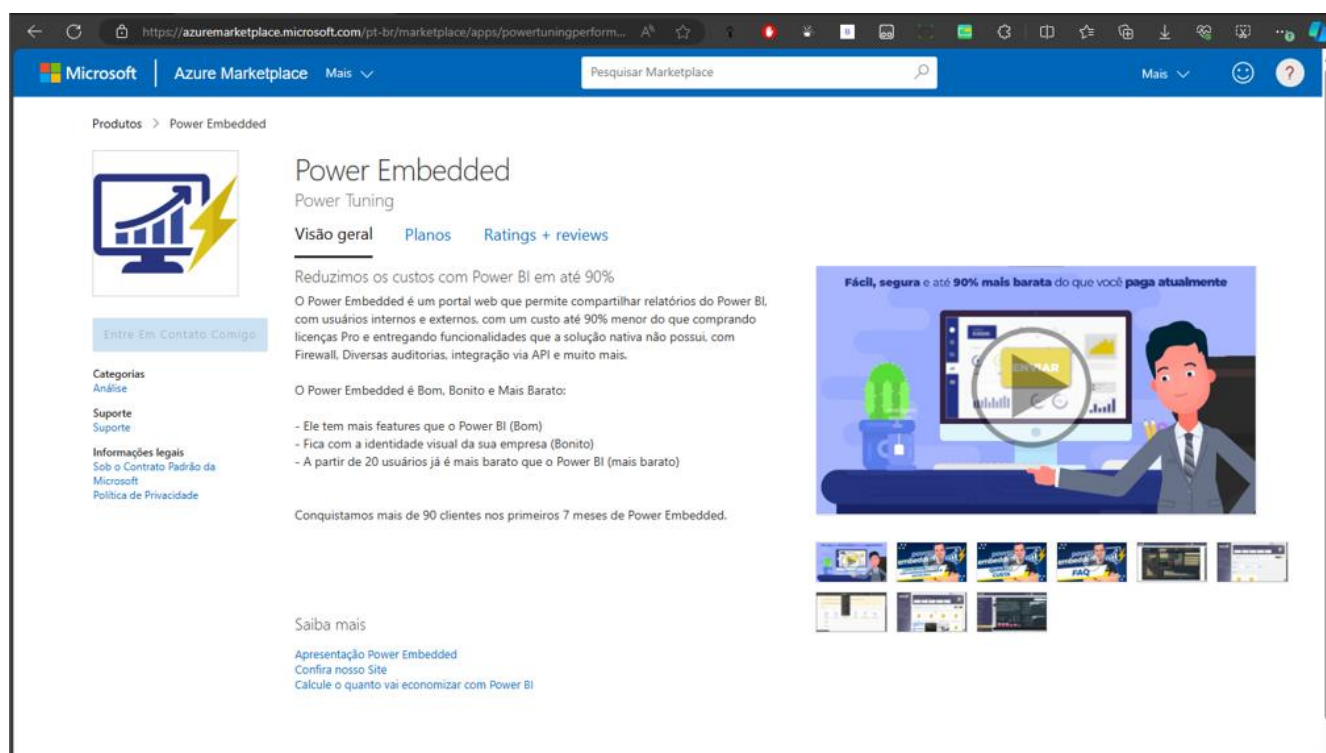 https://azuremarketplace.microsoft.com/pt-br/marketplace/apps/powertuningperform...
Microsoft
Azure Marketplace
Mais
Pesquisar Marketplace
Mais
Produtos > Power Embedded
Power Embedded
Power Tuning
Visão geral
Planos
Ratings + reviews
Entre Em Contato Comigo
Categorias
Análise
Suporte
Suporte
Informações legais
Sob o Contrato Padrão da
Microsoft
Política de Privacidade
Reduzimos os custos com Power BI em até 90%
O Power Embedded é um portal web que permite compartilhar relatórios do Power BI,
com usuários internos e externos, com um custo até 90% menor do que comprando
licenças Pro e entregando funcionalidades que a solução nativa não possui, com
Firewall, Diversas auditorias, integração via API e muito mais.
O Power Embedded é Bom, Bonito e Mais Barato:
- Ele tem mais features que o Power BI (Bom)
- Fica com a identidade visual da sua empresa (Bonito)
- A partir de 20 usuários já é mais barato que o Power BI (mais barato)
Conquistamos mais de 90 clientes nos primeiros 7 meses de Power Embedded.
Saiba mais
Apresentação Power Embedded
Confira nosso Site
Calcule o quanto vai economizar com Power BI
Fácil, segura e até 90% mais barata do que você paga atualmente
ENVIAR
CUSTA
FAQ